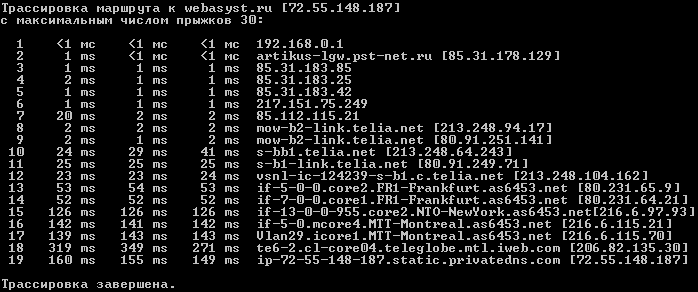 Трассировка маршрута к webasyst.ru [72.55.148.187]
с максимальным числом прыжков 30:
1 <1 мс <1 мс <1 мс 192.168.0.1
2 1 ms <1 мс <1 мс artikus-lgw.pst-net.ru [85.31.178.129]
3 1 ms 1 ms 1 ms 85.31.183.85
4 2 ms 1 ms 1 ms 85.31.183.25
5 1 ms 1 ms 1 ms 85.31.183.42
6 1 ms 1 ms 1 ms 217.151.75.249
7 20 ms 2 ms 2 ms 85.112.115.21
8 2 ms 2 ms 2 ms mow-b2-link.telia.net [213.248.94.17]
9 2 ms 1 ms 2 ms mow-b2-link.telia.net [80.91.251.141]
10 24 ms 29 ms 41 ms s-bb1.telia.net [213.248.64.243]
11 25 ms 25 ms 25 ms s-b1-link.telia.net [80.91.249.71]
12 23 ms 23 ms 24 ms vsnl-ic-124239-s-b1.c.telia.net [213.248.104.162]
13 53 ms 54 ms 53 ms if-5-0-0.core2.FR1-Frankfurt.as6453.net [80.231.65.9]
14 52 ms 52 ms 52 ms if-7-0-0.core1.FR1-Frankfurt.as6453.net [80.231.64.21]
15 126 ms 126 ms 126 ms if-13-0-0-955.core2.NTO-NewYork.as6453.net[216.6.97.93]
16 142 ms 141 ms 142 ms if-5-0.mcore4.MTT-Montreal.as6453.net [216.6.115.21]
17 139 ms 143 ms 143 ms Vlan29.icore1.MTT-Montreal.as6453.net [216.6.115.70]
18 319 ms 349 ms 271 ms te6-2.cl-core04.teleglobe.mtl.iweb.com [206.82.135.30]
19 160 ms 155 ms 149 ms ip-72-55-148-187.static.privatedns.com [72.55.148.187]
Трассировка завершена.